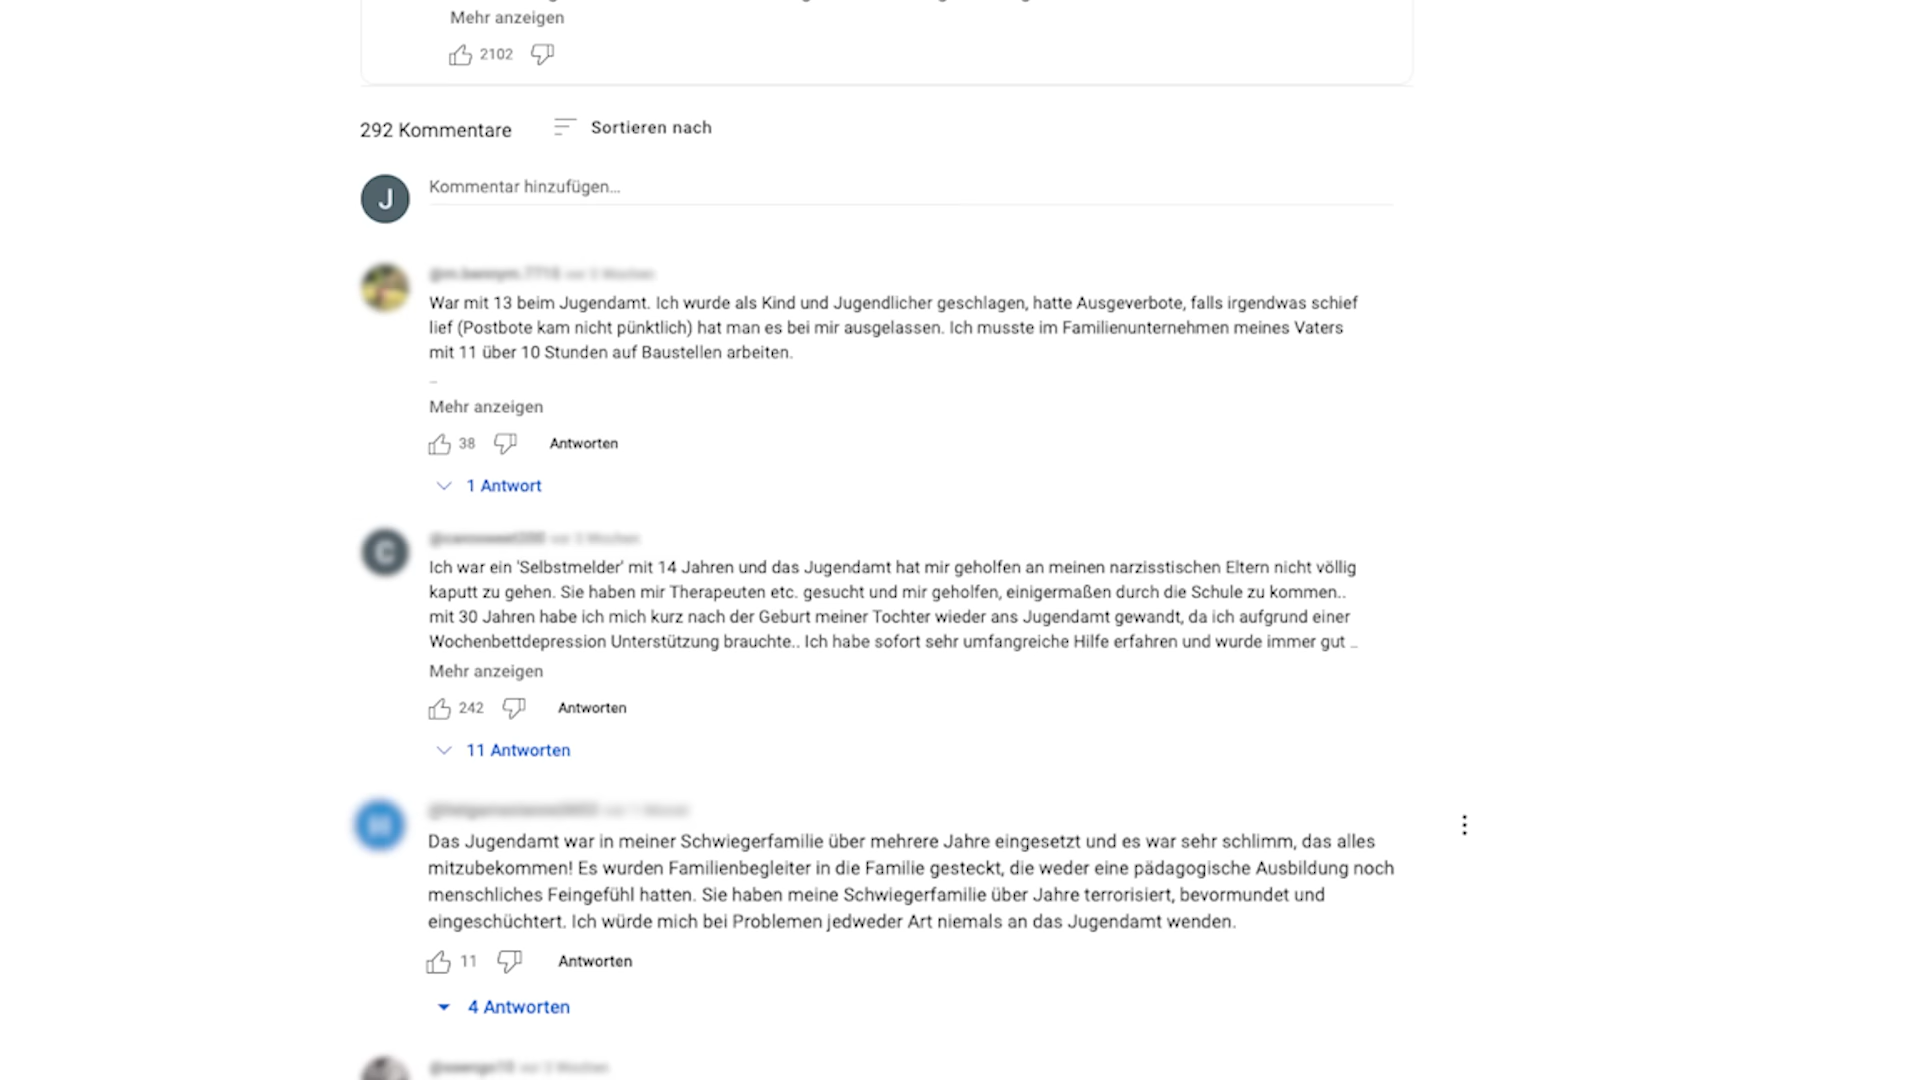 Mehr anzeigen
2102
292 Kommentare
Sortieren nach
J
Kommentar hinzufügen...
War mit 13 beim Jugendamt. Ich wurde als Kind und Jugendlicher geschlagen, hatte Ausgeverbote, falls irgendwas schief
lief (Postbote kam nicht pünktlich) hat man es bei mir ausgelassen. Ich musste im Familienunternehmen meines Vaters
mit 11 über 10 Stunden auf Baustellen arbeiten.
...
Mehr anzeigen
38
Antworten
1 Antwort
C
Ich war ein 'Selbstmelder' mit 14 Jahren und das Jugendamt hat mir geholfen an meinen narzisstischen Eltern nicht völlig
kaputt zu gehen. Sie haben mir Therapeuten etc. gesucht und mir geholfen, einigermaßen durch die Schule zu kommen..
mit 30 Jahren habe ich mich kurz nach der Geburt meiner Tochter wieder ans Jugendamt gewandt, da ich aufgrund einer
Wochenbettdepression Unterstützung brauchte.. Ich habe sofort sehr umfangreiche Hilfe erfahren und wurde immer gut ...
Mehr anzeigen
242
Antworten
11 Antworten
Das Jugendamt war in meiner Schwiegerfamilie über mehrere Jahre eingesetzt und es war sehr schlimm, das alles
mitzubekommen! Es wurden Familienbegleiter in die Familie gesteckt, die weder eine pädagogische Ausbildung noch
menschliches Feingefühl hatten. Sie haben meine Schwiegerfamilie über Jahre terrorisiert, bevormundet und
eingeschüchtert. Ich würde mich bei Problemen jedweder Art niemals an das Jugendamt wenden.
11
Antworten
4 Antworten